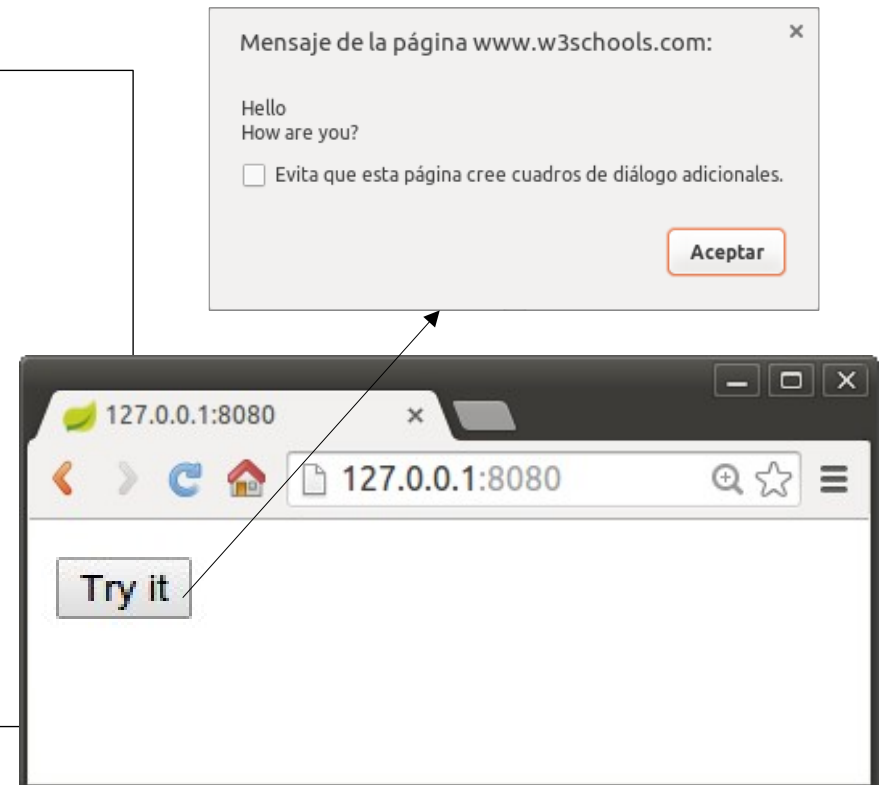 Mensaje de la página www.w3schools.com:
Hello
How are you?
Evita que esta página cree cuadros de diálogo adicionales.
Aceptar
127.0.0.1:8080
127.0.0.1:8080
Try it